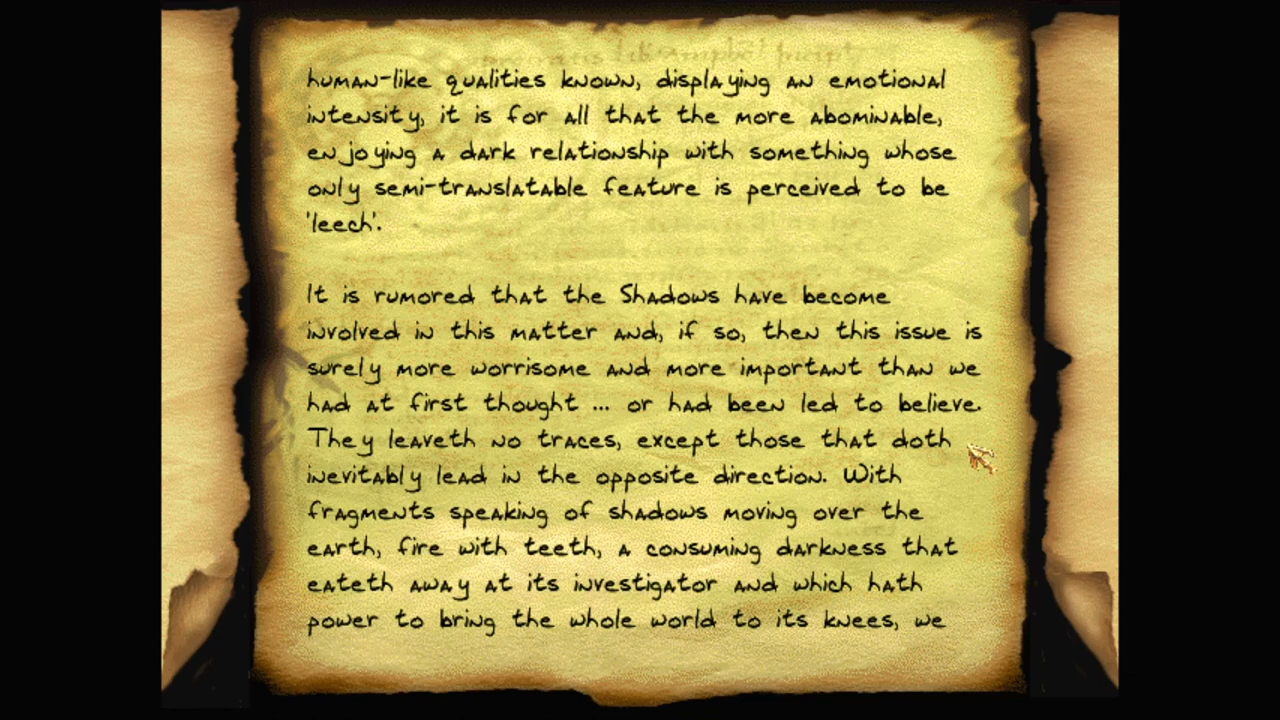 human-like qualities known, displaying an emotional
intensity, it is for all that the more abominable,
enjoying a dark relationship with something whose
only semi-translatable feature is perceived to be
'leech'.
It is rumored that the Shadows have become
involved in this matter and, if so, then this issue is
surely more worrisome and more important than we
had at first thought ... or had been led to believe.
They leaveth no traces, except those that doth
inevitably lead in the opposite direction. With
fragments speaking of shadows moving over the
earth, fire with teeth, a consuming darkness that
eateth away at its investigator and which hath
power to bring the whole world to its knees, we